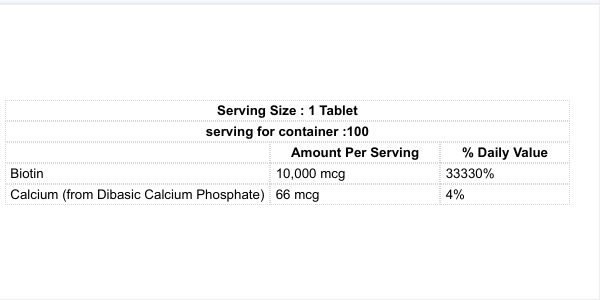 Serving Size : 1 Tablet
serving for container :100
Amount Per Serving % Daily Value
Biotin 10,000 mcg 33330%
Calcium (from Dibasic Calcium Phosphate) 66 mcg 4%